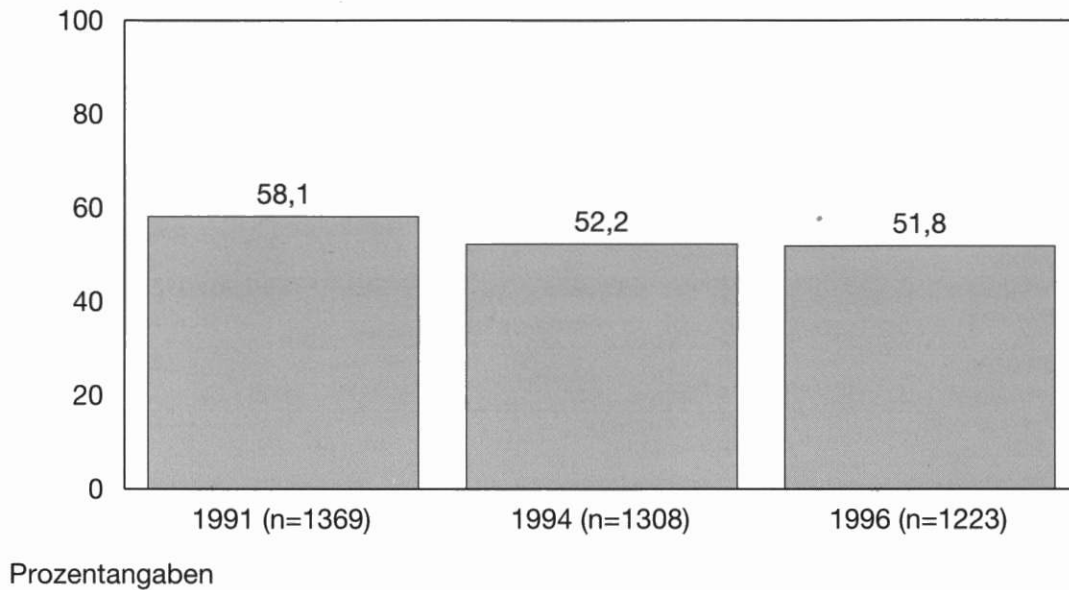 100
80
60
40
20
0
58,1
52,2
51,8
1991 (n=1369)
1994 (n=1308)
1996 (n=1223)
Prozentangaben